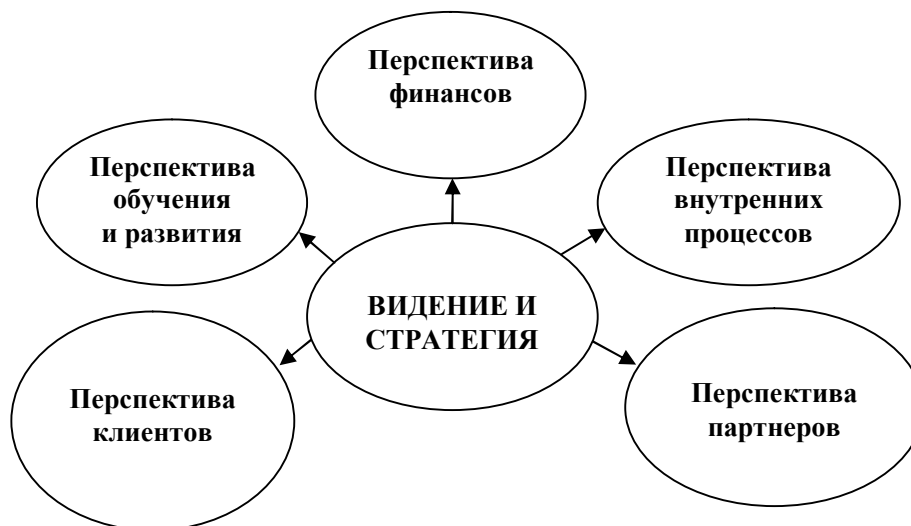 Перспектива
финансов
Перспектива
обучения
и развития
Перспектива
внутренних
процессов
ВИДЕНИЕ И
СТРАТЕГИЯ
Перспектива
клиентов
Перспектива
партнеров